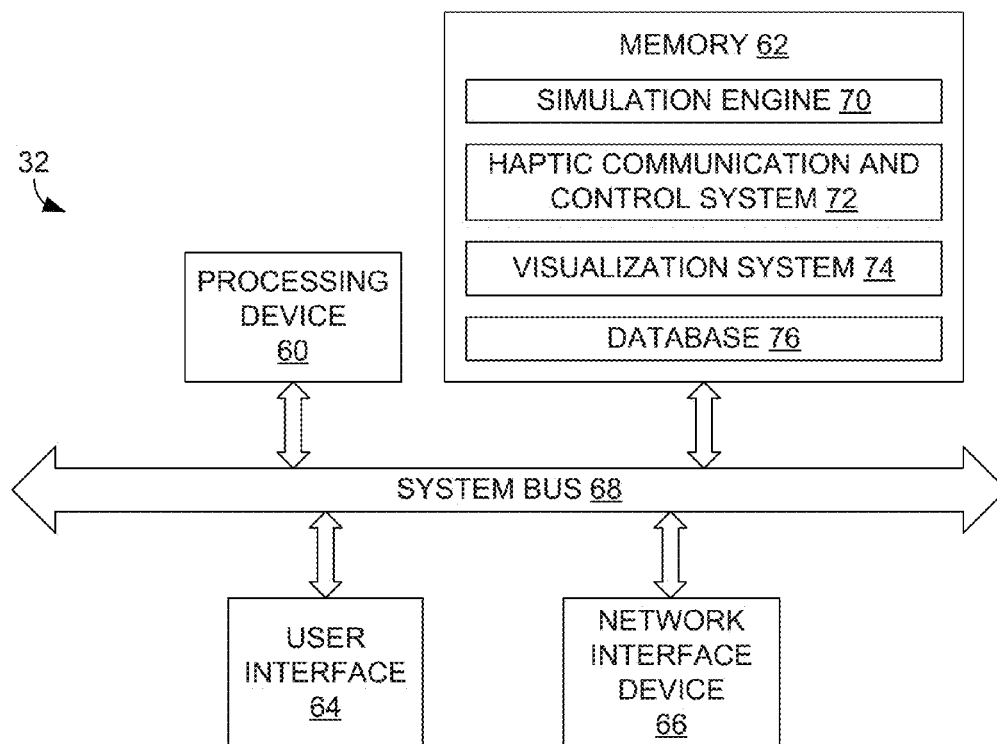 MEMORY 62
SIMULATION ENGINE 70
HAPTIC COMMUNICATION AND
CONTROL SYSTEM 72
VISUALIZATION SYSTEM 74
DATABASE 76
32
PROCESSING
DEVICE
60
SYSTEM BUS 68
USER
INTERFACE
64
NETWORK
INTERFACE
DEVICE
66